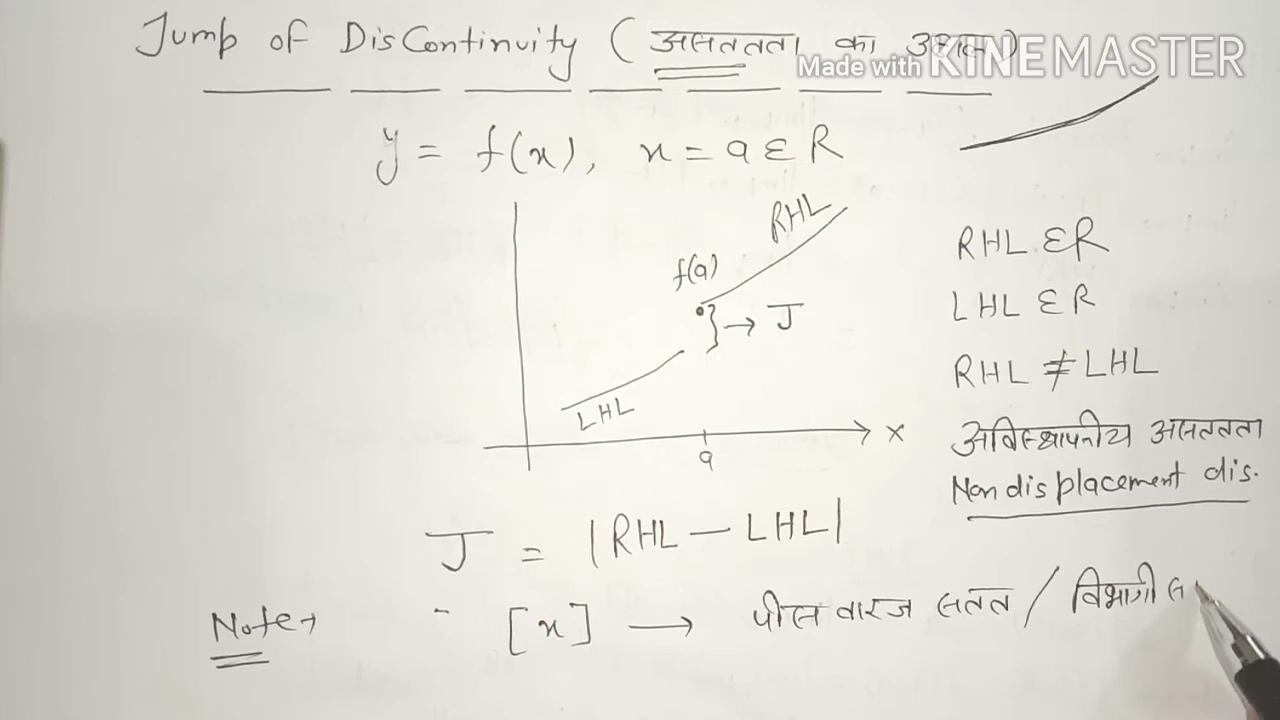 Jump of DisContinuity (असततता का उछाल)
Made with KINEMASTER
y = f(x), x = a ε R
RHL
f(a)
} → J
LHL
x
a
RHL ε R
LHL ε R
RHL ≠ LHL
अविस्थापनीय असततता
Non displacement dis.
J = |RHL - LHL|
Note → [x] → पीस वाइज सतत / विभागी स